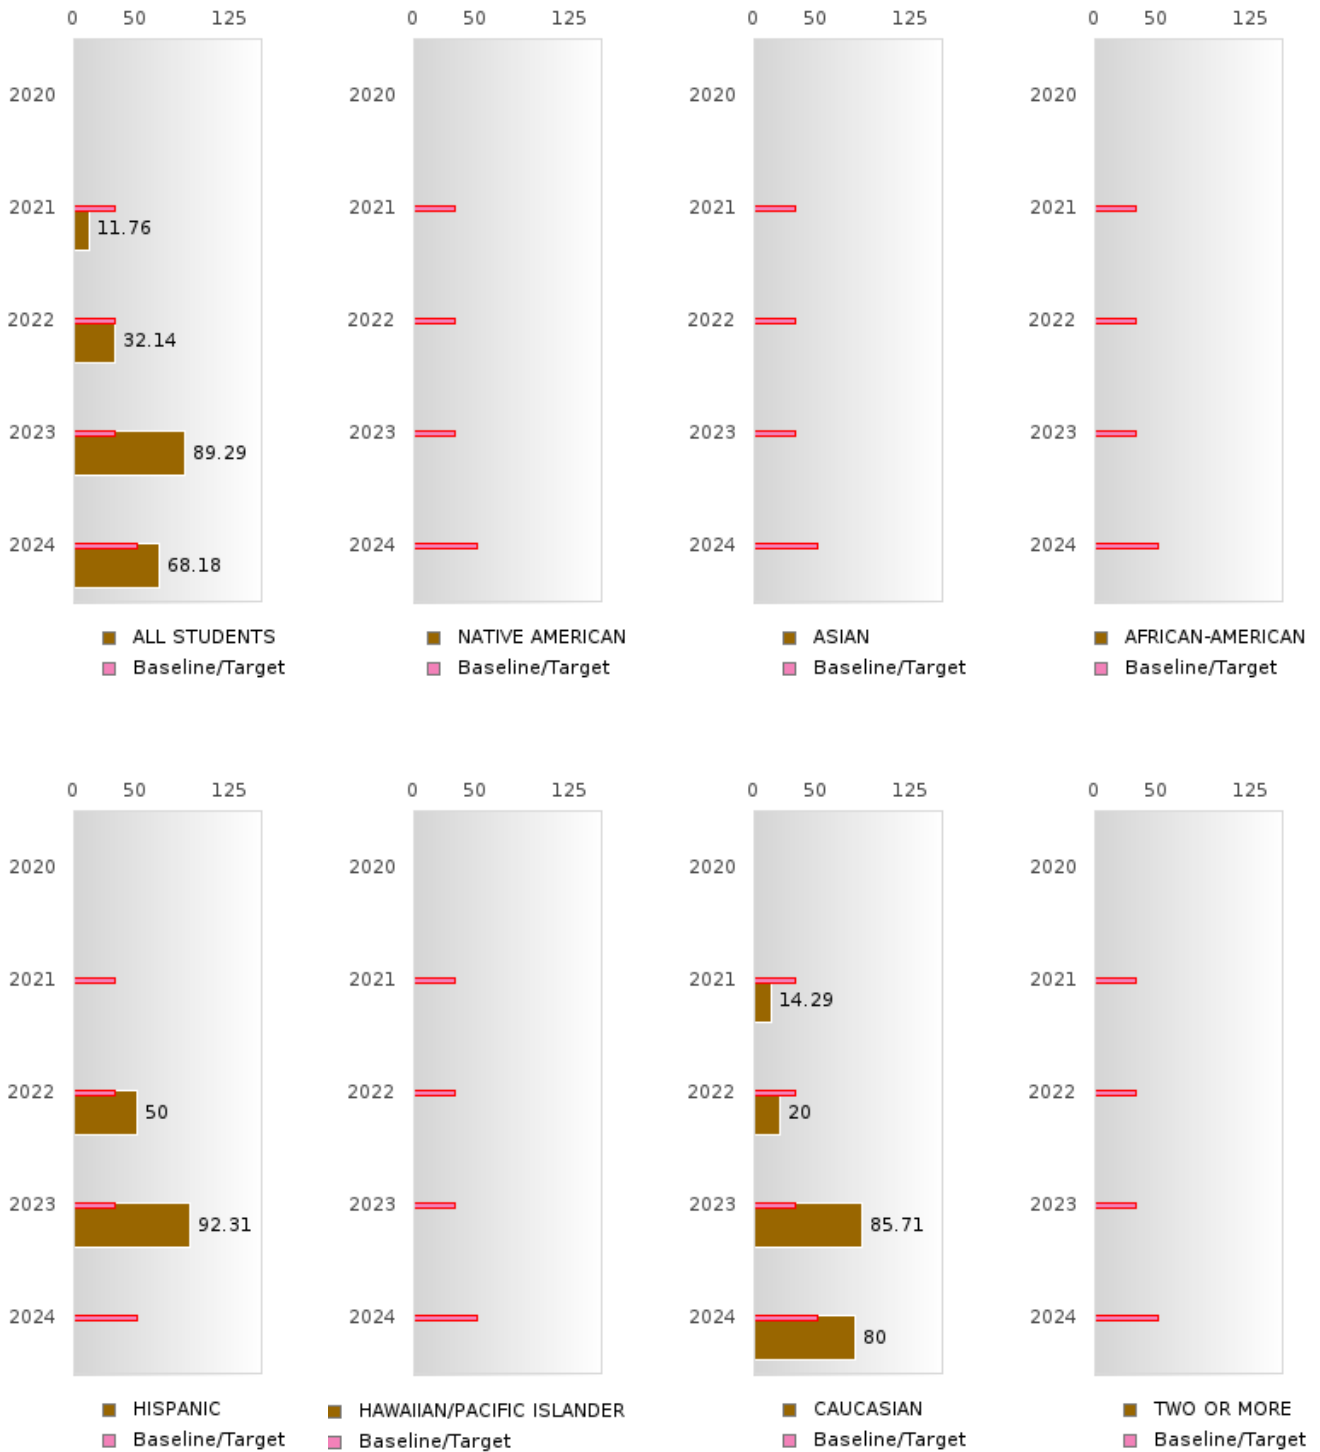 0 50 125 0 50 125 0 50 125 0 50 125
2020 2020 2020 2020
2021 2021 2021 2021
11.76
2022 2022 2022 2022
32.14
2023 2023 2023 2023
89.29
2024 2024 2024 2024
68.18
ALL STUDENTS NATIVE AMERICAN ASIAN AFRICAN-AMERICAN
Baseline/Target Baseline/Target Baseline/Target Baseline/Target
0 50 125 0 50 125 0 50 125 0 50 125
2020 2020 2020 2020
2021 2021 2021 2021
14.29
2022 2022 2022 2022
50 20
2023 2023 2023 2023
92.31 85.71
2024 2024 2024 2024
80
HISPANIC HAWAIIAN/PACIFIC ISLANDER CAUCASIAN TWO OR MORE
Baseline/Target Baseline/Target Baseline/Target Baseline/Target